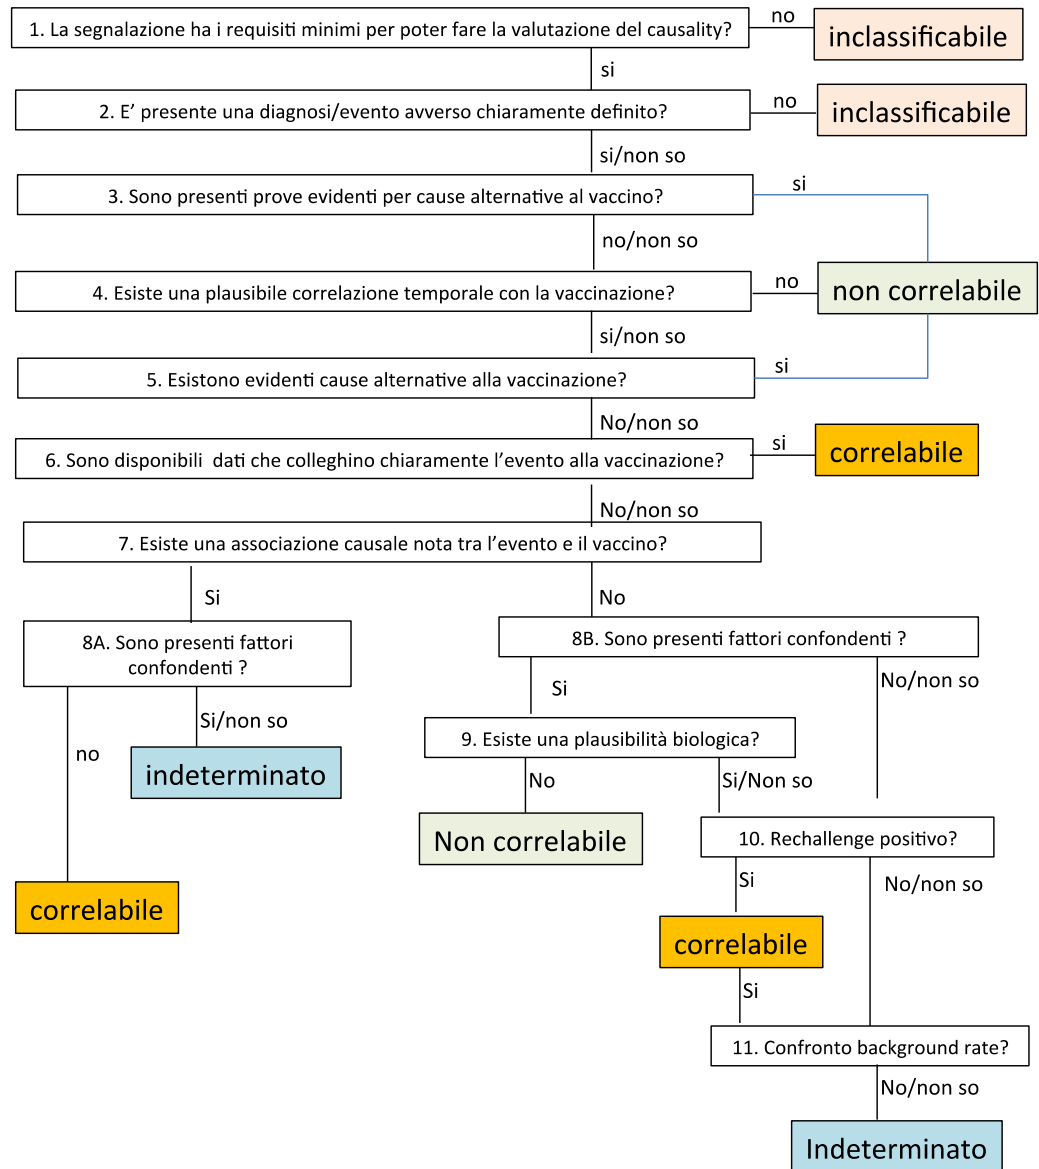 1. La segnalazione ha i requisiti minimi per poter fare la valutazione del causality?
no
inclassificabile
si
2. E’ presente una diagnosi/evento avverso chiaramente definito?
no
inclassificabile
si/non so
3. Sono presenti prove evidenti per cause alternative al vaccino?
si
no/non so
4. Esiste una plausibile correlazione temporale con la vaccinazione?
no
non correlabile
si/non so
5. Esistono evidenti cause alternative alla vaccinazione?
si
No/non so
6. Sono disponibili dati che colleghino chiaramente l’evento alla vaccinazione?
si
correlabile
No/non so
7. Esiste una associazione causale nota tra l’evento e il vaccino?
Si
No
8A. Sono presenti fattori
confondenti ?
8B. Sono presenti fattori confondenti ?
Si
No/non so
Si/non so
no
indeterminato
9. Esiste una plausibilità biologica?
No
Si/Non so
Non correlabile
10. Rechallenge positivo?
Si
No/non so
correlabile
correlabile
Si
11. Confronto background rate?
No/non so
Indeterminato